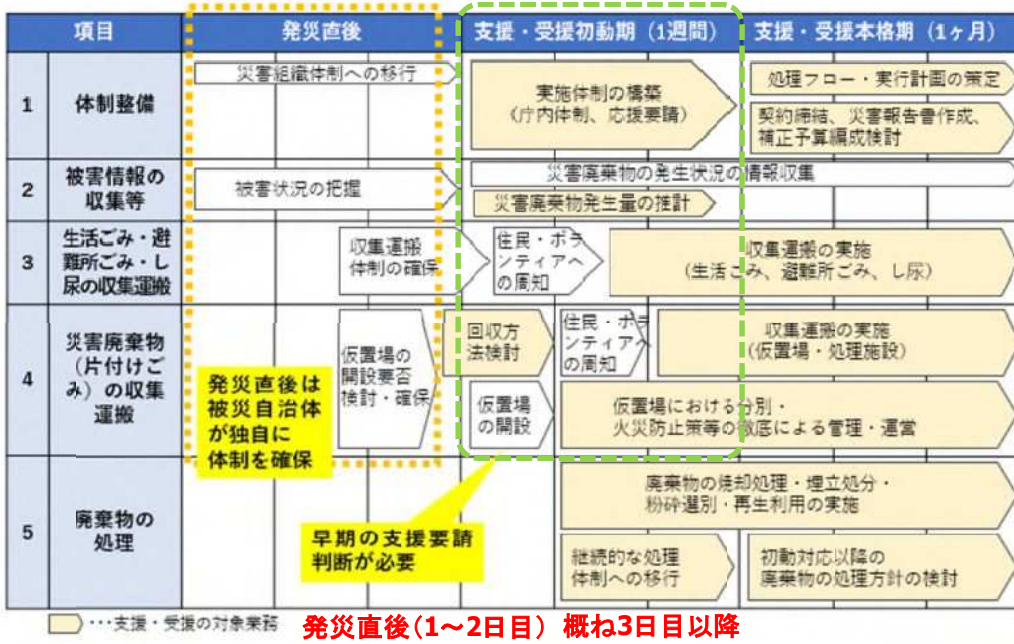 項目
発災直後
支援・受援初動期（1週間）
支援・受援本格期（1ヶ月）
1
体制整備
災害組織体制への移行
実施体制の構築
（庁内体制、応援要請）
処理フロー・実行計画の策定
契約締結、災害報告書作成、
補正予算編成検討
2
被害情報の
収集等
被害状況の把握
災害廃棄物の発生状況の情報収集
災害廃棄物発生量の推計
3
生活ごみ・避
難所ごみ・し
尿の収集運搬
収集運搬
体制の確保
住民・ボラ
ンティアへ
の周知
収集運搬の実施
（生活ごみ、避難所ごみ、し尿）
4
災害廃棄物
（片付けご
み）の収集
運搬
仮置場の
開設要否
検討・確保
回収方
法検討
住民・ボラ
ンティアへ
の周知
収集運搬の実施
（仮置場・処理施設）
仮置場
の開設
仮置場における分別・
火災防止策等の徹底による管理・運営
発災直後は
被災自治体
が独自に
体制を確保
5
廃棄物の
処理
廃棄物の焼却処理・埋立処分・
粉砕選別・再生利用の実施
早期の支援要請
判断が必要
継続的な処理
体制への移行
初動対応以降の
廃棄物の処理方針の検討
…支援・受援の対象業務
発災直後（1～2日目）概ね3日目以降